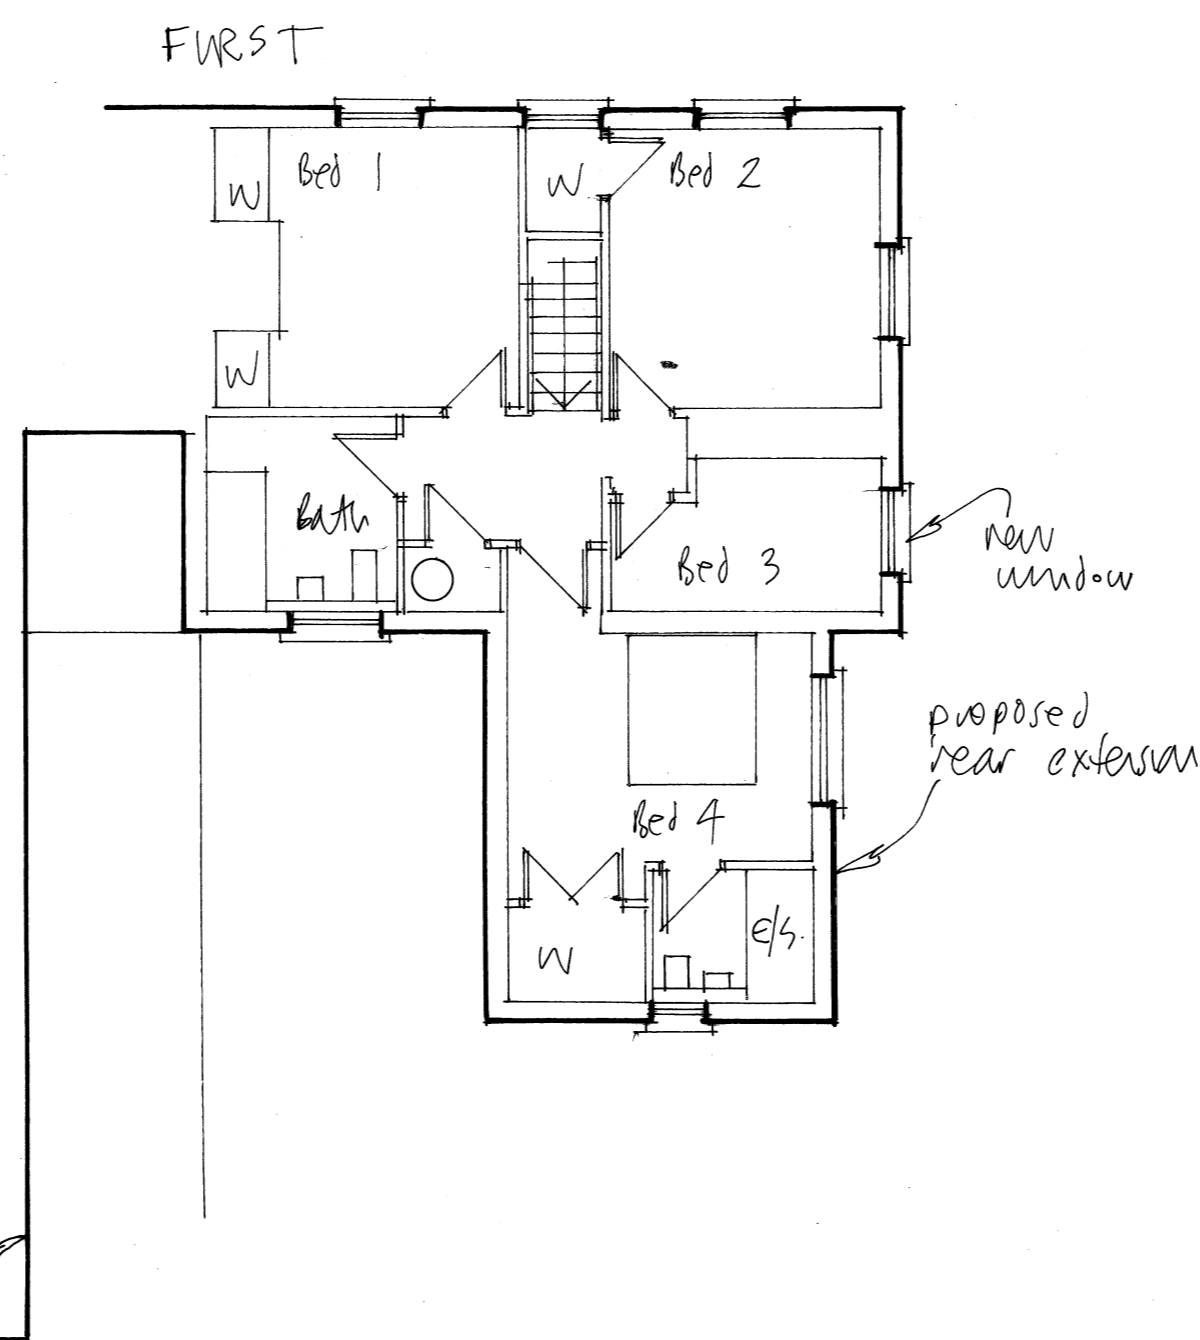 FIRST
Bed 1
W
W
Bed 2
W
Bath
new
window
Bed 3
proposed
rear extension
Bed 4
E/S.
W